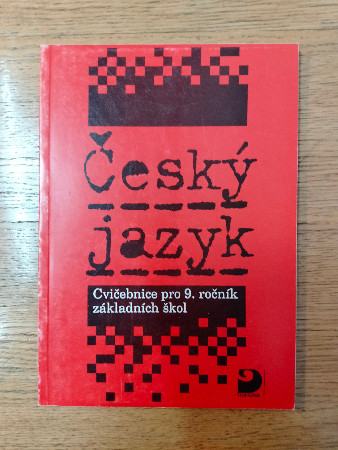 Český
jazyk
Cvičebnice pro 9. ročník
základních škol